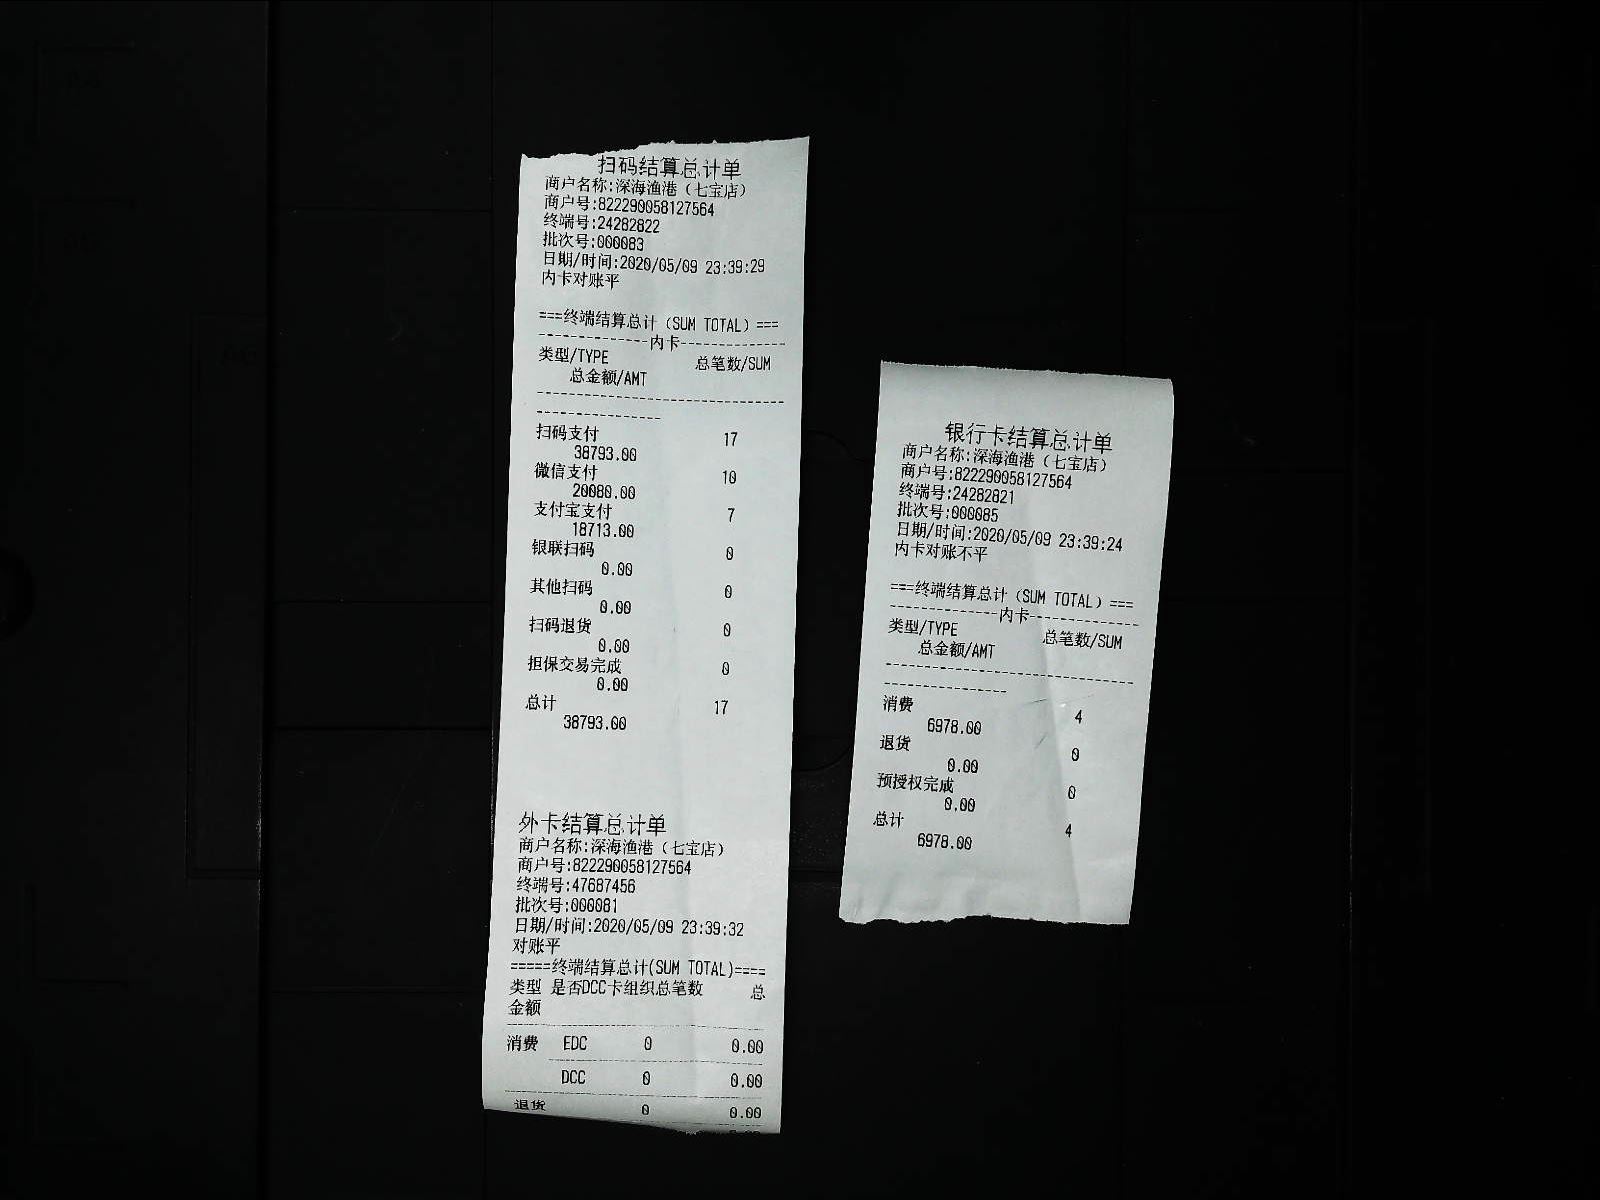 扫码结算总计单
商户名称:深海渔港（七宝店）
商户号:822290058127564
终端号:24282822
批次号:000083
日期/时间:2020/05/09 23:39:29
内卡对账平
===终端结算总计（SUM TOTAL）===
--------------内卡--------------
类型/TYPE 总笔数/SUM
总金额/AMT
--------------------------------
----------------
扫码支付 17
38793.00
微信支付 10
20080.00
支付宝支付 7
18713.00
银联扫码 0
0.00
其他扫码 0
0.00
扫码退货 0
0.00
担保交易完成 0
0.00
总计 17
38793.00
外卡结算总计单
商户名称:深海渔港（七宝店）
商户号:822290058127564
终端号:47687456
批次号:000081
日期/时间:2020/05/09 23:39:32
对账平
=====终端结算总计(SUM TOTAL)====
类型 是否DCC卡组织总笔数 总
金额
消费 EDC 0 0.00
DCC 0 0.00
退货 0 0.00
银行卡结算总计单
商户名称:深海渔港（七宝店）
商户号:822290058127564
终端号:24282821
批次号:000085
日期/时间:2020/05/09 23:39:24
内卡对账不平
===终端结算总计（SUM TOTAL）===
--------------内卡--------------
类型/TYPE 总笔数/SUM
总金额/AMT
--------------------------------
----------------
消费 4
6978.00
退货 0
0.00
预授权完成 0
0.00
总计 4
6978.00